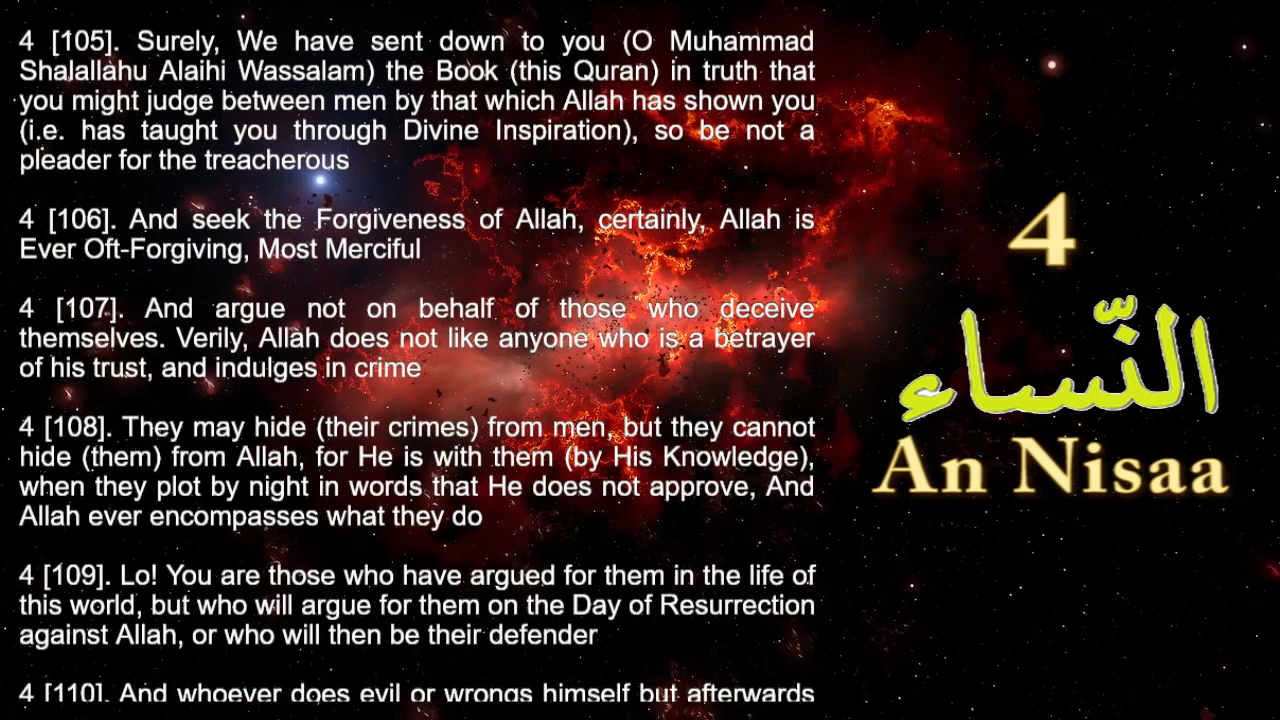 4 [105]. Surely, We have sent down to you (O Muhammad
Shalallahu Alaihi Wassalam) the Book (this Quran) in truth that
you might judge between men by that which Allah has shown you
(i.e. has taught you through Divine Inspiration), so be not a
pleader for the treacherous
4 [106]. And seek the Forgiveness of Allah, certainly, Allah is
Ever Oft-Forgiving, Most Merciful
4 [107]. And argue not on behalf of those who deceive
themselves. Verily, Allah does not like anyone who is a betrayer
of his trust, and indulges in crime
4 [108]. They may hide (their crimes) from men, but they cannot
hide (them) from Allah, for He is with them (by His Knowledge),
when they plot by night in words that He does not approve, And
Allah ever encompasses what they do
4 [109]. Lo! You are those who have argued for them in the life of
this world, but who will argue for them on the Day of Resurrection
against Allah, or who will then be their defender
4 [110]. And whoever does evil or wrongs himself but afterwards
4
النّساء
An Nisaa